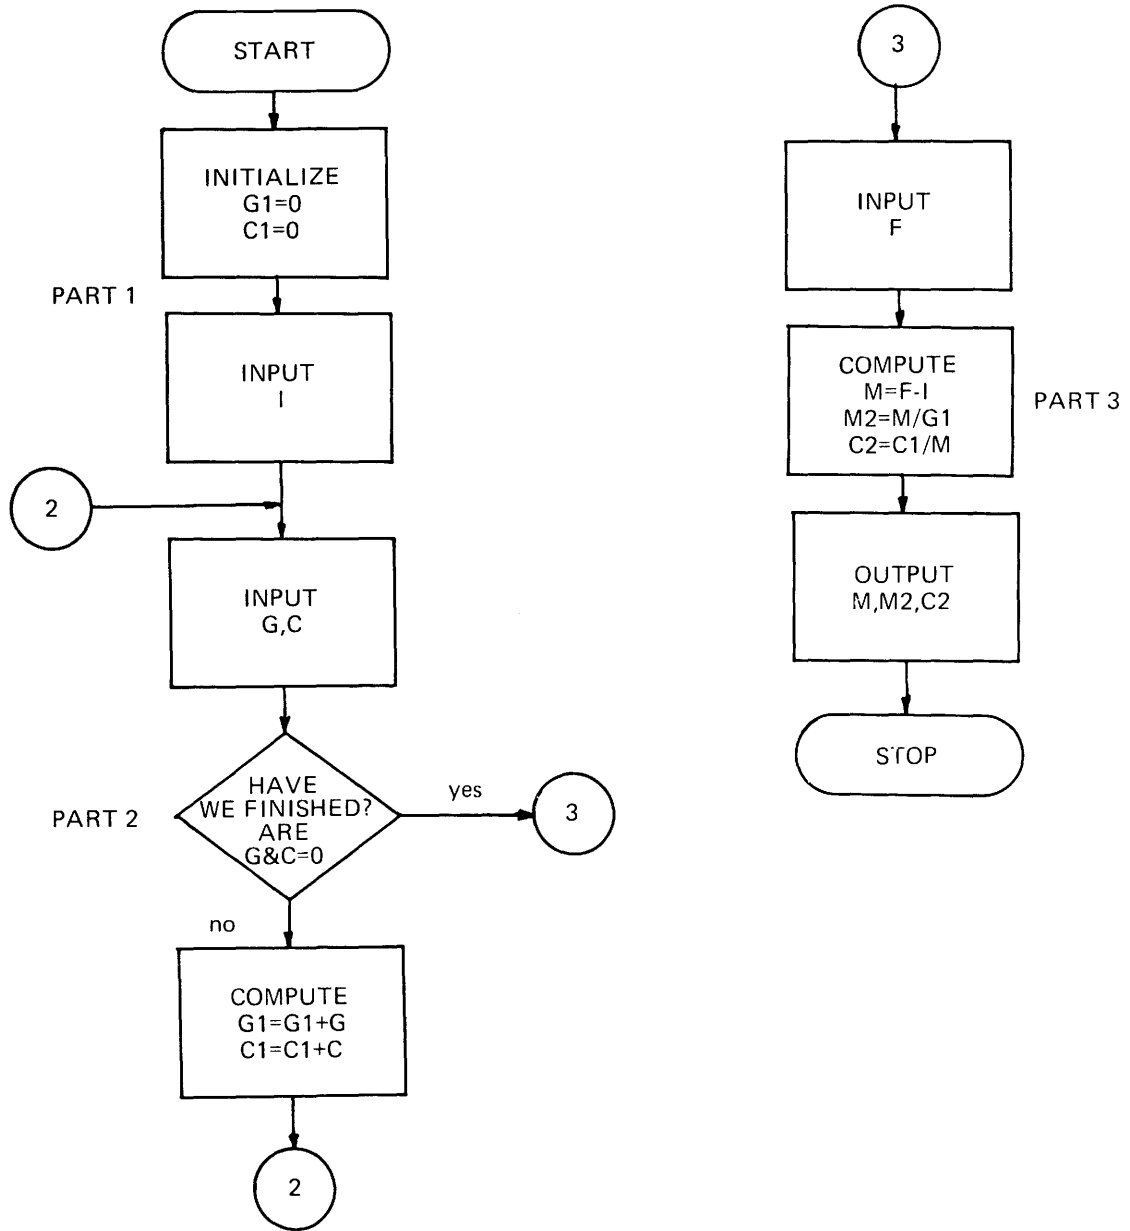 START
INITIALIZE
G1=0
C1=0
PART 1
INPUT
I
2
INPUT
G,C
HAVE
WE FINISHED?
ARE
G&C=0
PART 2
yes
3
no
COMPUTE
G1=G1+G
C1=C1+C
2
3
INPUT
F
COMPUTE
M=F-I
M2=M/G1
C2=C1/M
PART 3
OUTPUT
M,M2,C2
STOP